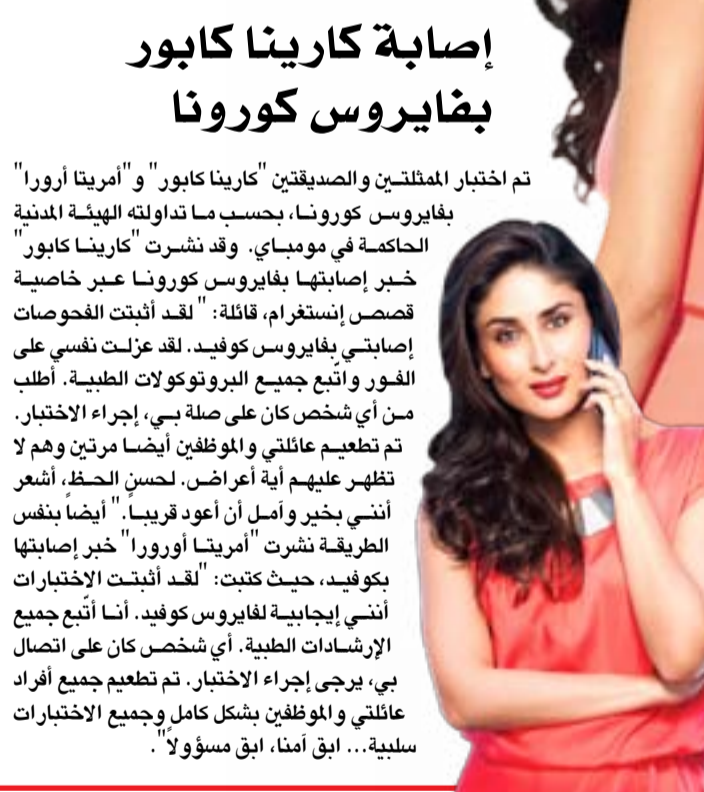 إصابة كارينا كابور
بفايروس كورونا
تم اختبار الممثلتين والصديقتين "كارينا كابور" و"أمريتا أرورا"
بفايروس كورونا، بحسب ما تداولته الهيئة المدنية
الحاكمة في مومباي. وقد نشرت "كارينا كابور"
خبر إصابتها بفايروس كورونا عبر خاصية
قصص إنستغرام، قائلة: " لقد أثبتت الفحوصات
إصابتي بفايروس كوفيد. لقد عزلت نفسي على
الفور واتّبع جميع البروتوكولات الطبية. أطلب
من أي شخص كان على صلة بي، إجراء الاختبار.
تم تطعيم عائلتي والموظفين أيضا مرتين وهم لا
تظهر عليهم أية أعراض. لحسن الحظ، أشعر
أنني بخير وآمل أن أعود قريبا." أيضاً بنفس
الطريقة نشرت "أمريتا أورورا" خبر إصابتها
بكوفيد، حيث كتبت: "لقد أثبتت الإختبارات
أنني إيجابية لفايروس كوفيد. أنا أتّبع جميع
الإرشادات الطبية. أي شخص كان على اتصال
بي، يرجى إجراء الاختبار. تم تطعيم جميع أفراد
عائلتي والموظفين بشكل كامل وجميع الاختبارات
سلبية... ابق آمنا، ابق مسؤولاً".